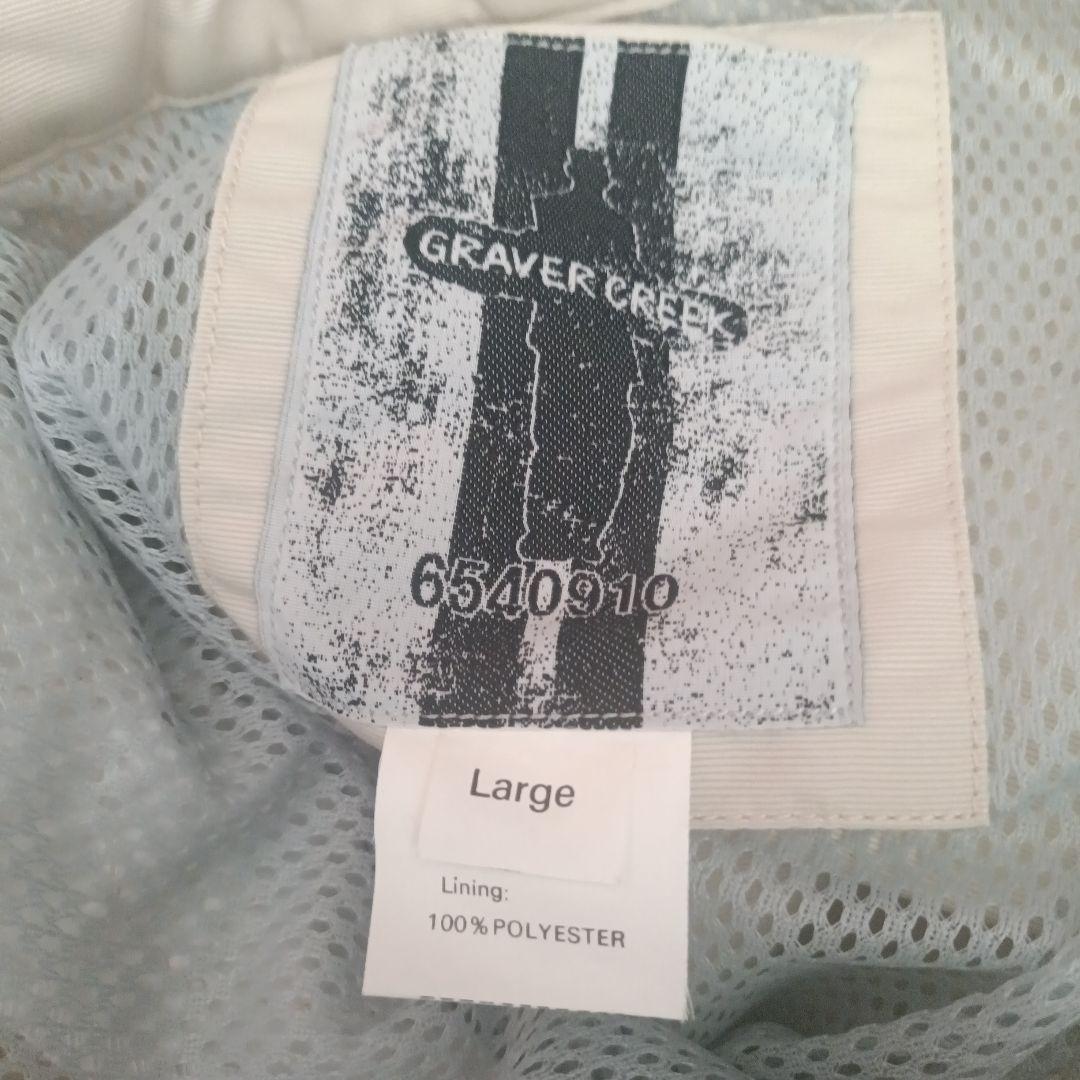 GRAVER CREEK
6540910
Large
Lining:
100% POLYESTER